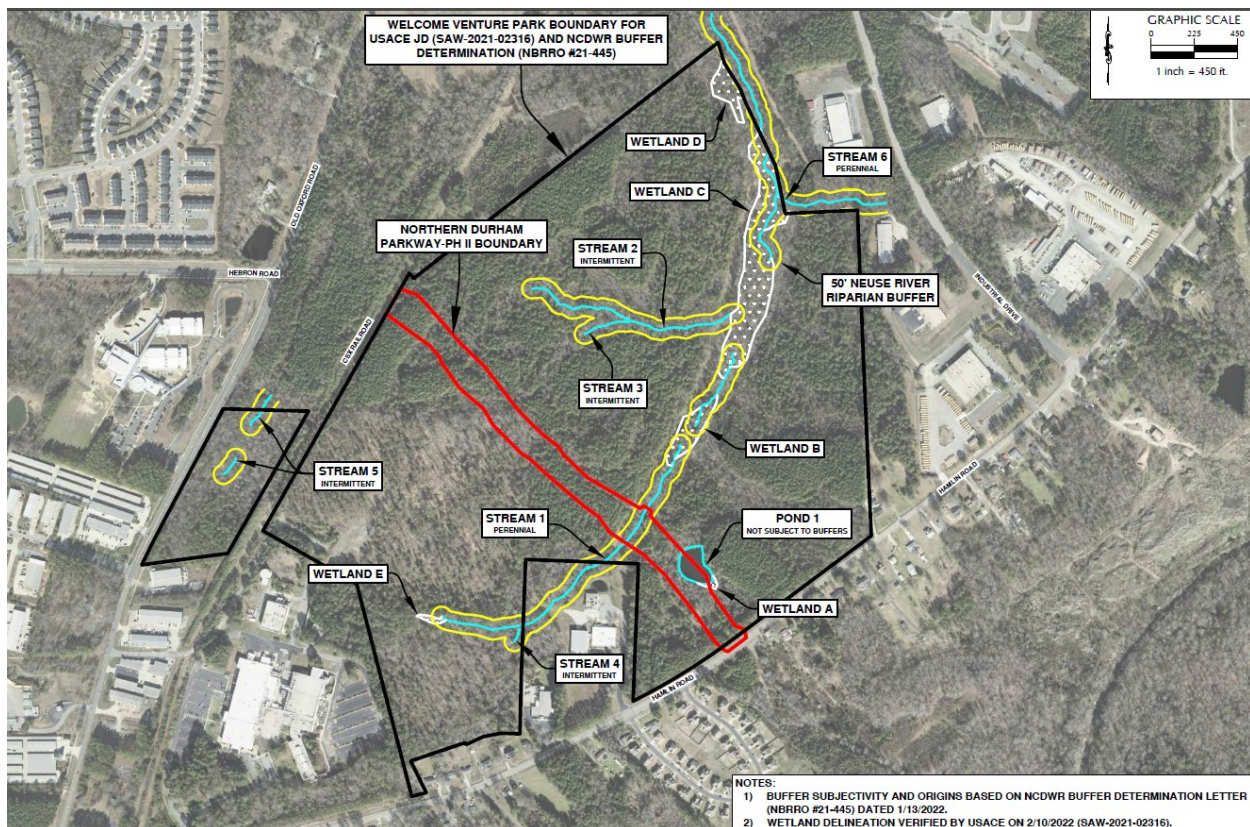 WELCOME VENTURE PARK BOUNDARY FOR
USACE JD (SAW-2021-02316) AND NCDWR BUFFER
DETERMINATION (NBRRO #21-445)
GRAPHIC SCALE
0 225 450
1 inch = 450 ft.
WETLAND D
STREAM 6
PERENNIAL
WETLAND C
OLD OXFORD ROAD
NORTHERN DURHAM
PARKWAY-PH II BOUNDARY
STREAM 2
INTERMITTENT
HEBRON ROAD
50' NEUSE RIVER
RIPARIAN BUFFER
INDUSTRIAL DRIVE
CSX RAILROAD
STREAM 3
INTERMITTENT
STREAM 5
INTERMITTENT
WETLAND B
HAMLIN ROAD
STREAM 1
PERENNIAL
POND 1
NOT SUBJECT TO BUFFERS
WETLAND E
WETLAND A
STREAM 4
INTERMITTENT
HAMLIN ROAD
NOTES:
1) BUFFER SUBJECTIVITY AND ORIGINS BASED ON NCDWR BUFFER DETERMINATION LETTER
(NBRRO #21-445) DATED 1/13/2022.
2) WETLAND DELINEATION VERIFIED BY USACE ON 2/10/2022 (SAW-2021-02316).